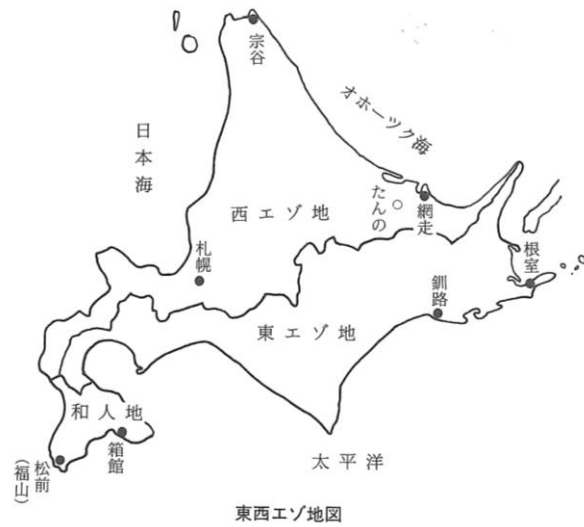 宗谷
オホーツク海
日本海
たんの
網走
西エゾ地
根室
札幌
釧路
東エゾ地
和人地
箱館
太平洋
松前
(福山)
東西エゾ地図